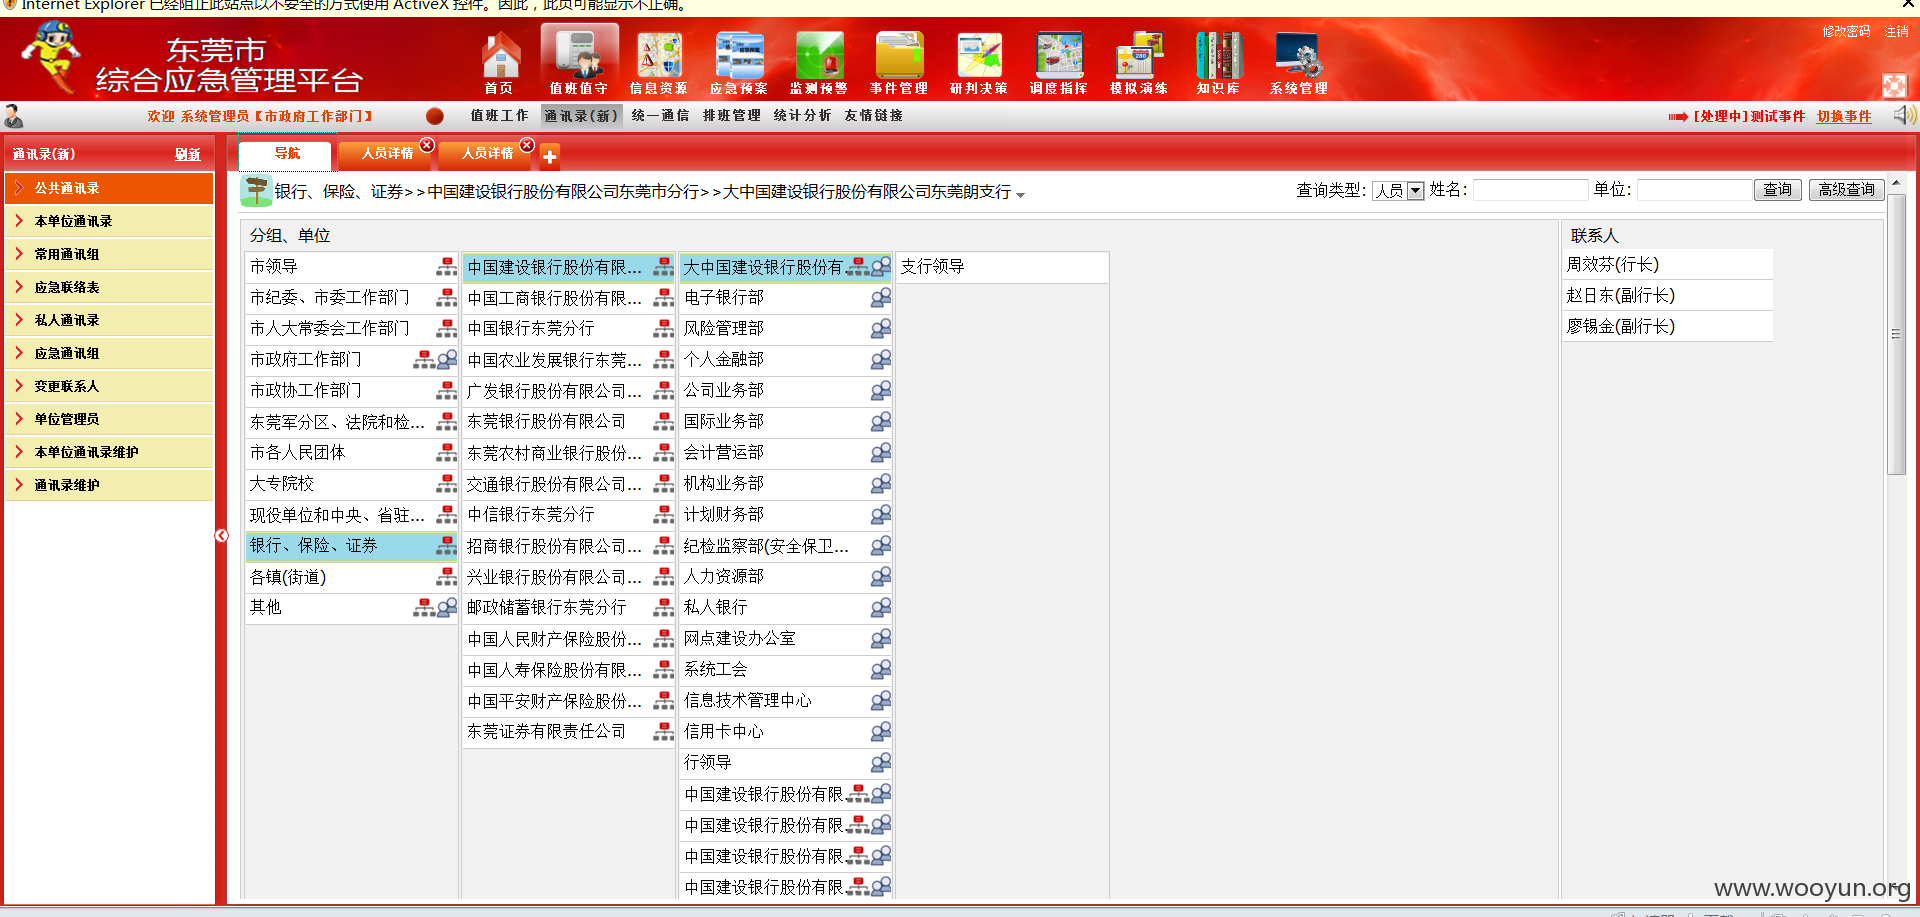 Internet Explorer 已经阻止此站点以不安全的方式使用 ActiveX 控件。因此，此页可能显示不正确。
东莞市
综合应急管理平台
首页 值班值守 信息资源 应急预案 监测预警 事件管理 研判决策 调度指挥 模拟演练 知识库 系统管理
修改密码 注销
欢迎 系统管理员【市政府工作部门】
值班工作 通讯录(新) 统一通信 排班管理 统计分析 友情链接
[处理中]测试事件 切换事件
通讯录(新) 刷新
公共通讯录
本单位通讯录
常用通讯组
应急联络表
私人通讯录
应急通讯组
变更联系人
单位管理员
本单位通讯录维护
通讯录维护
导航 人员详情 人员详情
银行、保险、证券>>中国建设银行股份有限公司东莞市分行>>大中国建设银行股份有限公司东莞朗支行
查询类型: 人员 姓名: 单位: 查询 高级查询
分组、单位
市领导
市纪委、市委工作部门
市人大常委会工作部门
市政府工作部门
市政协工作部门
东莞军分区、法院和检...
市各人民团体
大专院校
现役单位和中央、省驻...
银行、保险、证券
各镇(街道)
其他
中国建设银行股份有限...
中国工商银行股份有限...
中国银行东莞分行
中国农业发展银行东莞...
广发银行股份有限公司...
东莞银行股份有限公司
东莞农村商业银行股份...
交通银行股份有限公司...
中信银行东莞分行
招商银行股份有限公司...
兴业银行股份有限公司...
邮政储蓄银行东莞分行
中国人民财产保险股份...
中国人寿保险股份有限...
中国平安财产保险股份...
东莞证券有限责任公司
大中国建设银行股份有...
电子银行部
风险管理部
个人金融部
公司业务部
国际业务部
会计营运部
机构业务部
计划财务部
纪检监察部(安全保卫...
人力资源部
私人银行
网点建设办公室
系统工会
信息技术管理中心
信用卡中心
行领导
中国建设银行股份有限...
中国建设银行股份有限...
中国建设银行股份有限...
中国建设银行股份有限...
支行领导
联系人
周效芬(行长)
赵日东(副行长)
廖锡金(副行长)
www.wooyun.org